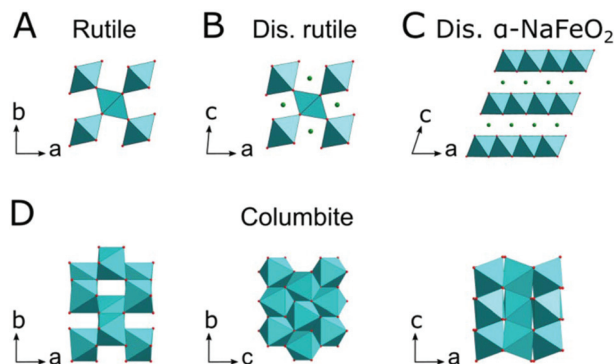 A Rutile
B Dis. rutile
C Dis. α-NaFeO₂
b
a
c
a
c
a
D Columbite
b
a
b
c
c
a